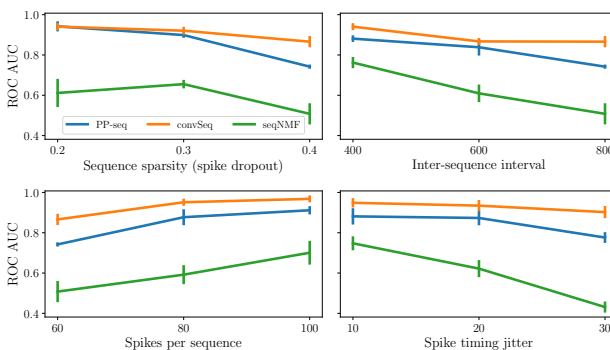 1.0
0.8
0.6
0.4
ROC AUC
PP-seq convSeq seqNMF
0.2 0.3 0.4
Sequence sparsity (spike dropout)
400 600 800
Inter-sequence interval
1.0
0.8
0.6
0.4
ROC AUC
60 80 100
Spikes per sequence
10 20 30
Spike timing jitter